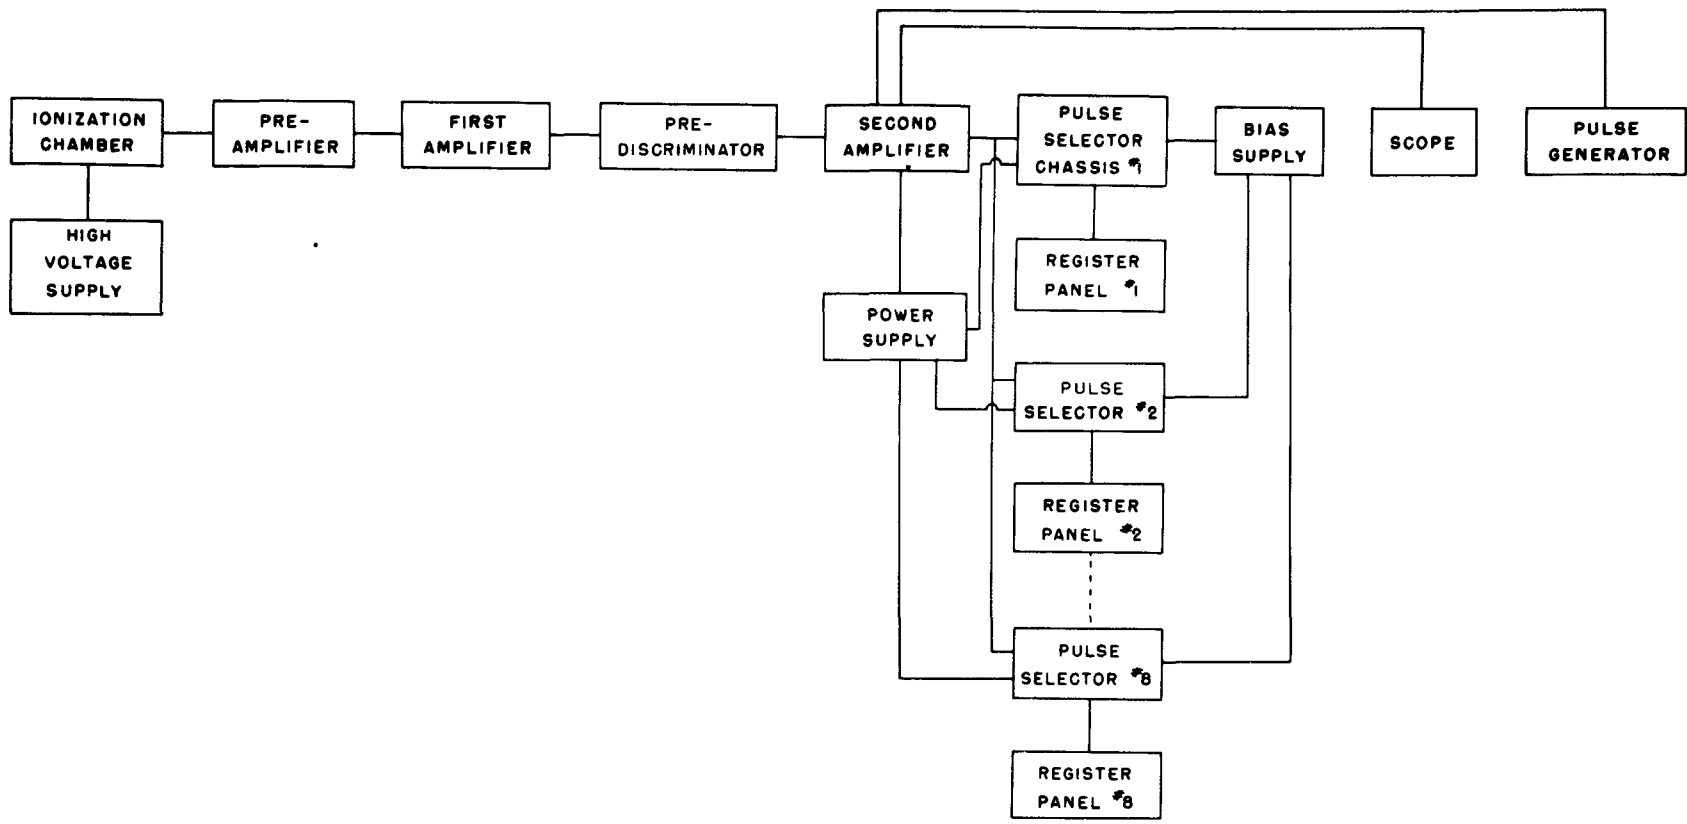 IONIZATION
CHAMBER
PRE-
AMPLIFIER
FIRST
AMPLIFIER
PRE-
DISCRIMINATOR
SECOND
AMPLIFIER
PULSE
SELECTOR
CHASSIS #1
BIAS
SUPPLY
SCOPE
PULSE
GENERATOR
HIGH
VOLTAGE
SUPPLY
REGISTER
PANEL #1
POWER
SUPPLY
PULSE
SELECTOR #2
REGISTER
PANEL #2
PULSE
SELECTOR #8
REGISTER
PANEL #8